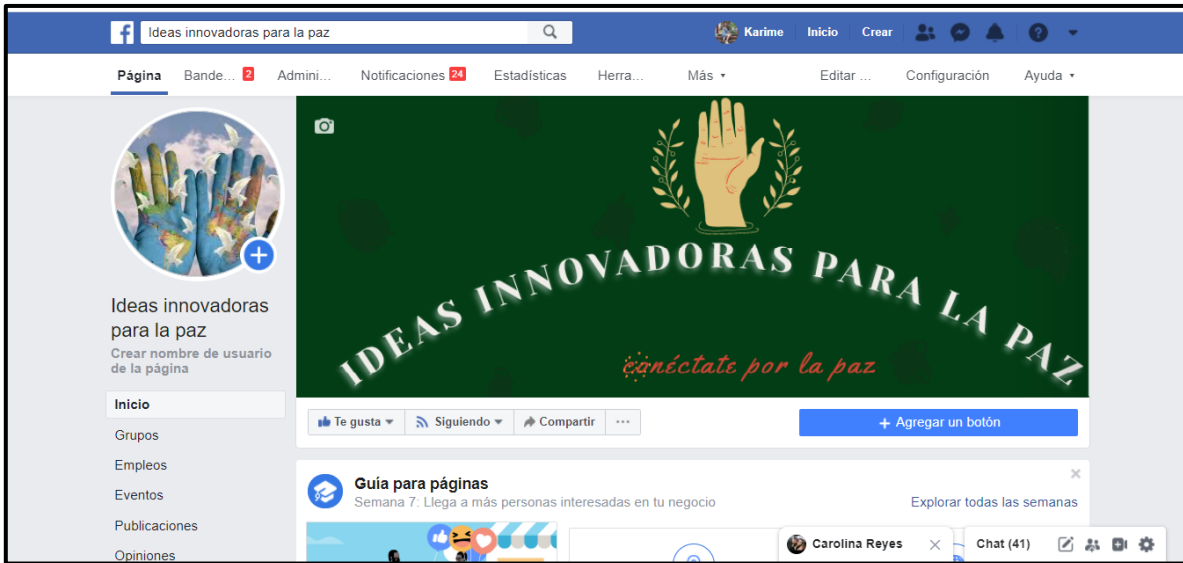 Ideas innovadoras para la paz
Karime Inicio Crear
Página Bande... 2 Admini... Notificaciones 24 Estadísticas Herra... Más Editar ... Configuración Ayuda
IDEAS INNOVADORAS PARA LA PAZ
conéctate por la paz
Ideas innovadoras
para la paz
Crear nombre de usuario
de la página
Inicio
Grupos
Empleos
Eventos
Publicaciones
Opiniones
Te gusta Siguiendo Compartir ...
+ Agregar un botón
Guía para páginas
Semana 7: Llega a más personas interesadas en tu negocio
Explorar todas las semanas
Carolina Reyes
Chat (41)